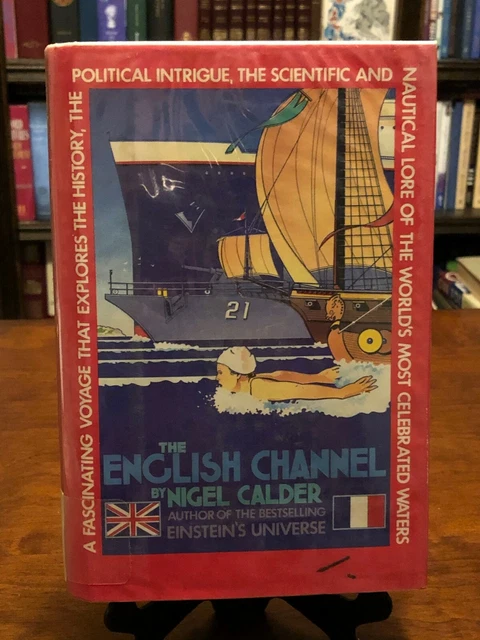 A FASCINATING VOYAGE THAT EXPLORES THE HISTORY, THE
POLITICAL INTRIGUE, THE SCIENTIFIC AND
NAUTICAL LORE OF THE WORLD'S MOST CELEBRATED WATERS
21
THE
ENGLISH CHANNEL
BY NIGEL CALDER
AUTHOR OF THE BESTSELLING
EINSTEIN'S UNIVERSE